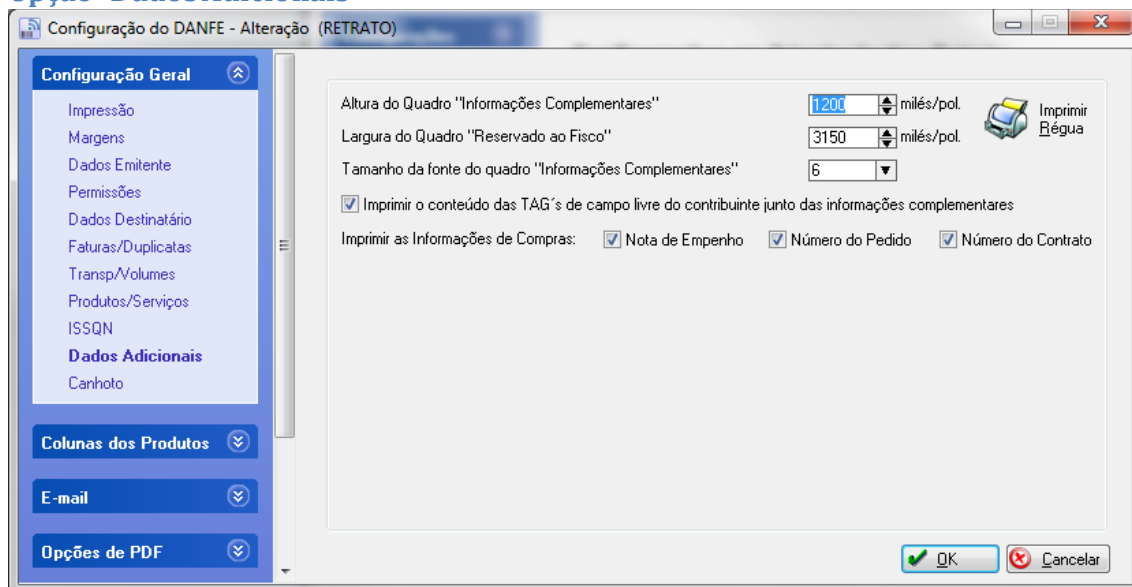 Opção "DadosAdicionais"
Configuração do DANFE - Alteração (RETRATO)
Configuração Geral
Impressão
Margens
Dados Emitente
Permissões
Dados Destinatário
Faturas/Duplicatas
Transp/Volumes
Produtos/Serviços
ISSQN
Dados Adicionais
Canhoto
Colunas dos Produtos
E-mail
Opções de PDF
Altura do Quadro "Informações Complementares" 1200 milés/pol.
Largura do Quadro "Reservado ao Fisco" 3150 milés/pol.
Imprimir
Régua
Tamanho da fonte do quadro "Informações Complementares" 6
Imprimir o conteúdo das TAG´s de campo livre do contribuinte junto das informações complementares
Imprimir as Informações de Compras: Nota de Empenho Número do Pedido Número do Contrato
OK Cancelar